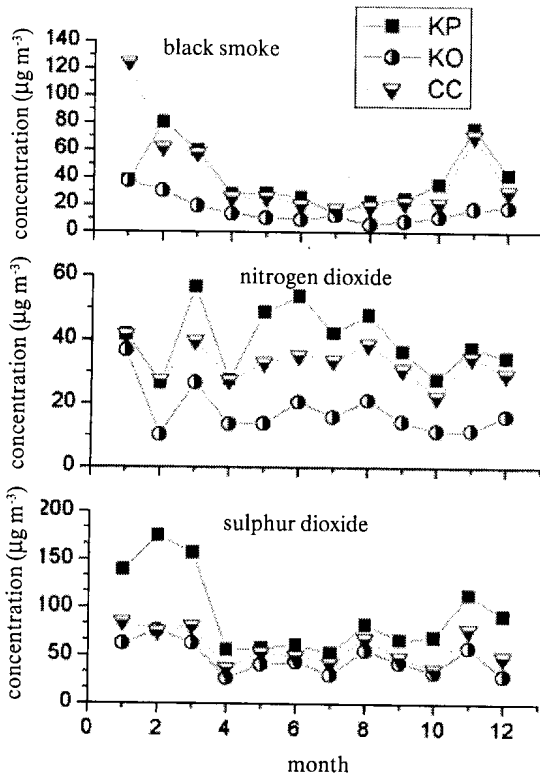 black smoke
KP
KO
CC
concentration (μg m⁻³)
140
120
100
80
60
40
20
0
nitrogen dioxide
concentration (μg m⁻³)
60
40
20
0
sulphur dioxide
concentration (μg m⁻³)
200
150
100
50
0
0 2 4 6 8 10 12
month